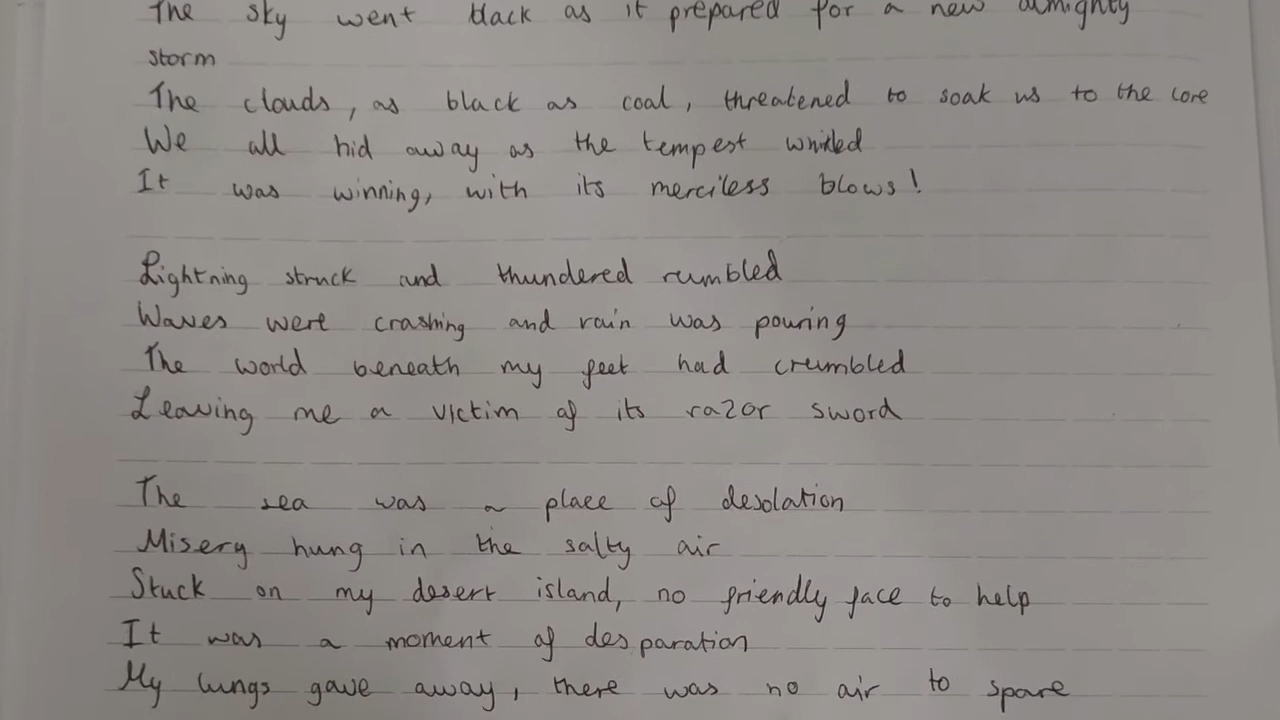 The sky went black as it prepared for a new almighty
storm
The clouds, as black as coal, threatened to soak us to the core
We all hid away as the tempest
It was winning, with its merciless blows!
Lightning struck and thundered rumbled
Waves were crashing and rain was pouring
The world beneath my feet had crumbled
Leaving me a victim of its razor sword
The sea was a place of desolation
Misery hung in the salty air
Stuck on my desert island, no friendly face to help
It was a moment of desparation
My lungs gave away, there was no air to spare